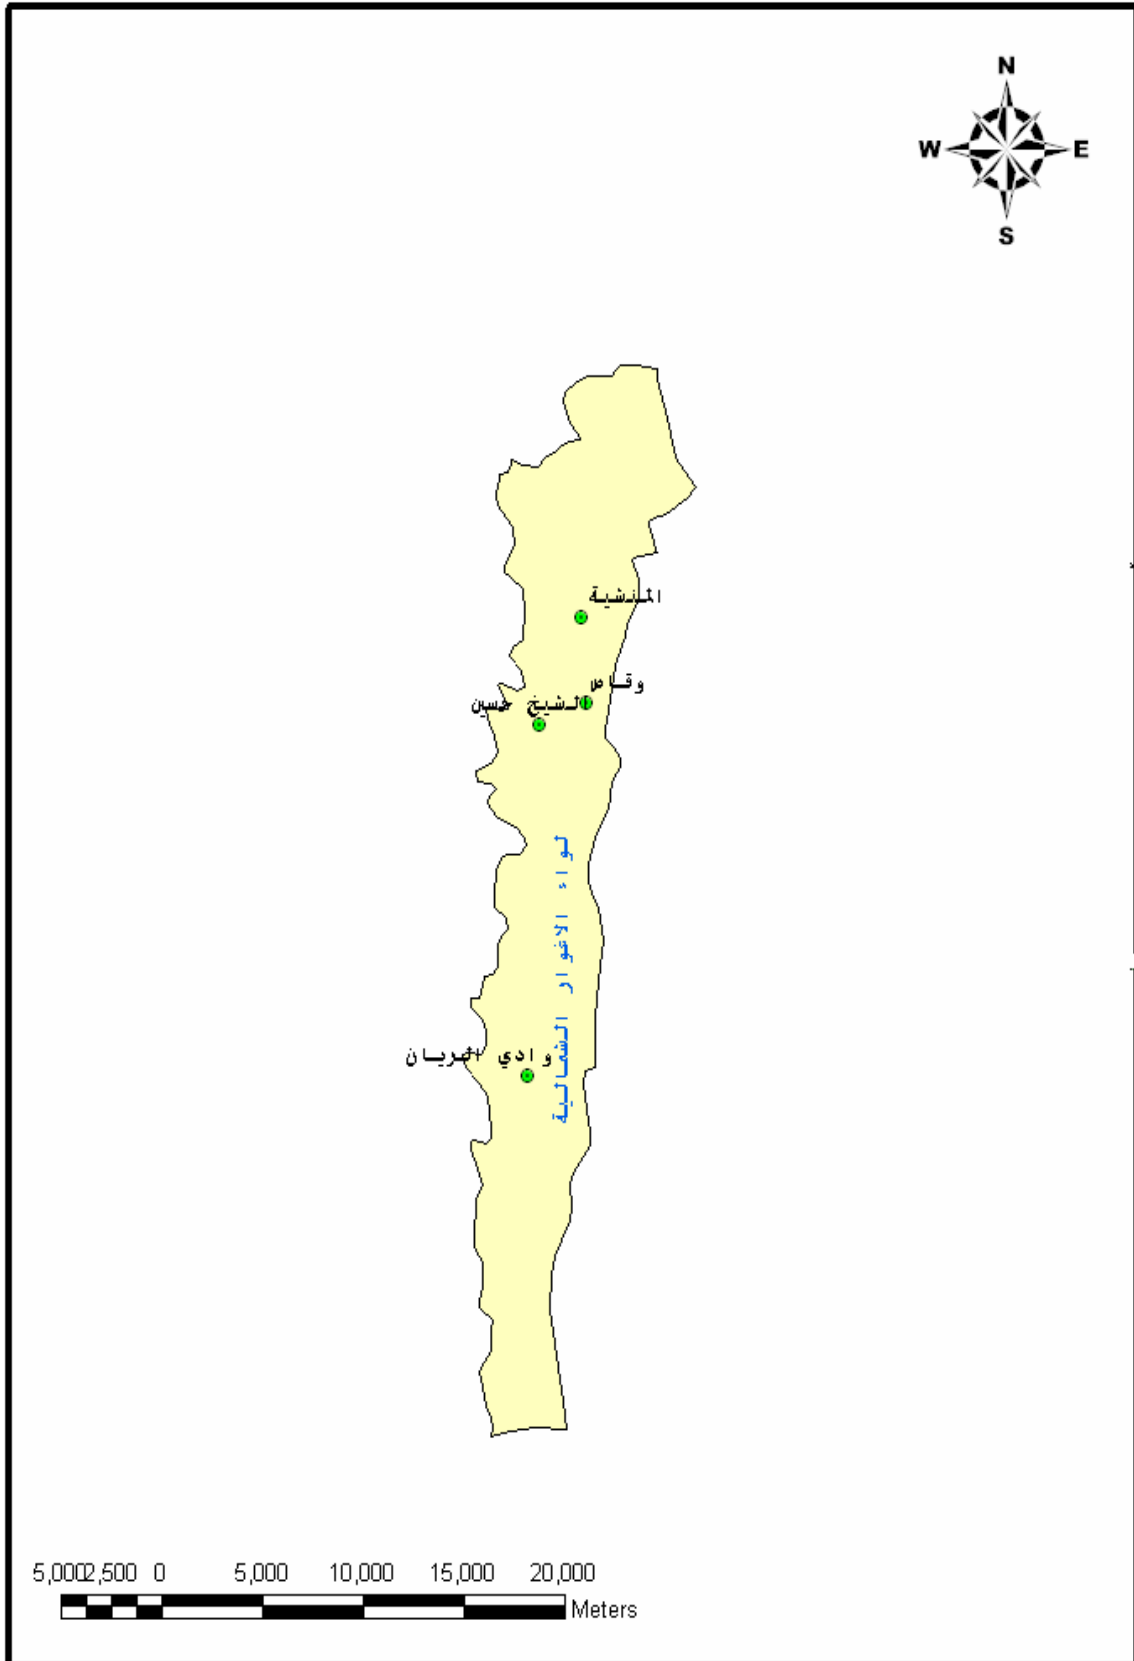 N
W E
S
المنشية
وقاص
الشيخ حسين
لواء الاغوار الشمالية
وادي الريان
5,000 2,500 0 5,000 10,000 15,000 20,000
Meters